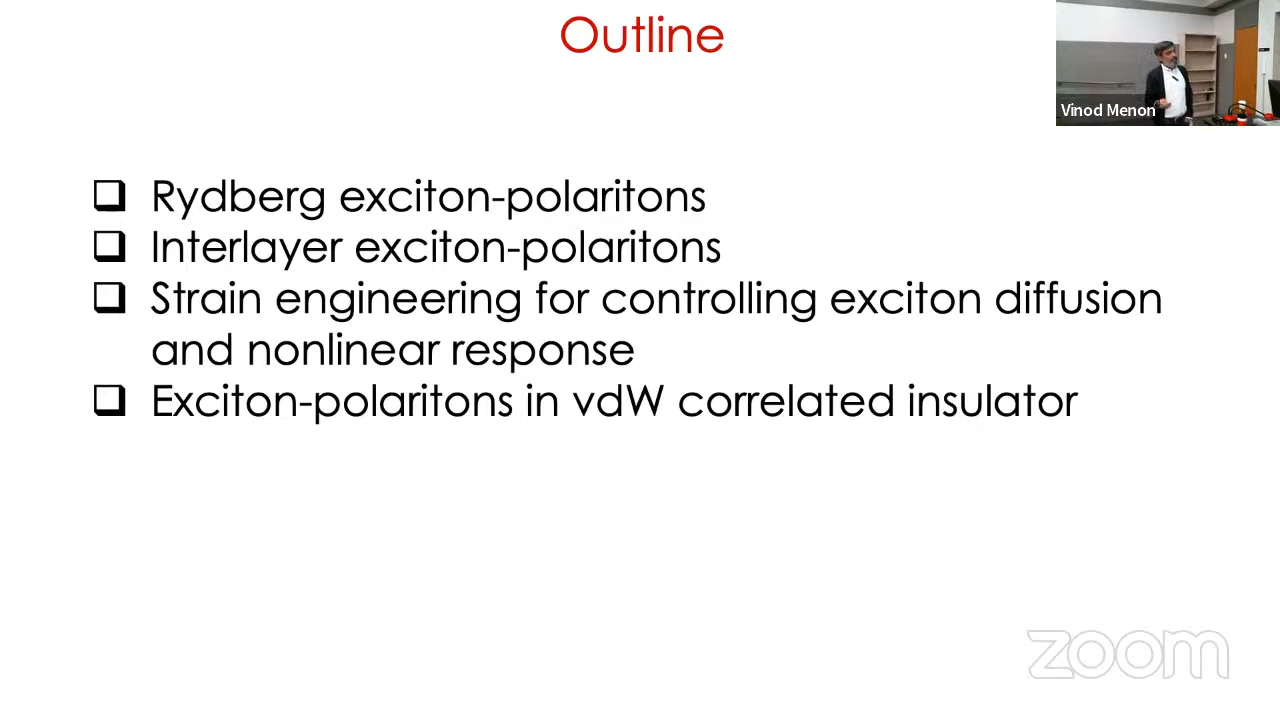 Outline
Vinod Menon
❑ Rydberg exciton-polaritons
❑ Interlayer exciton-polaritons
❑ Strain engineering for controlling exciton diffusion
and nonlinear response
❑ Exciton-polaritons in vdW correlated insulator
zoom